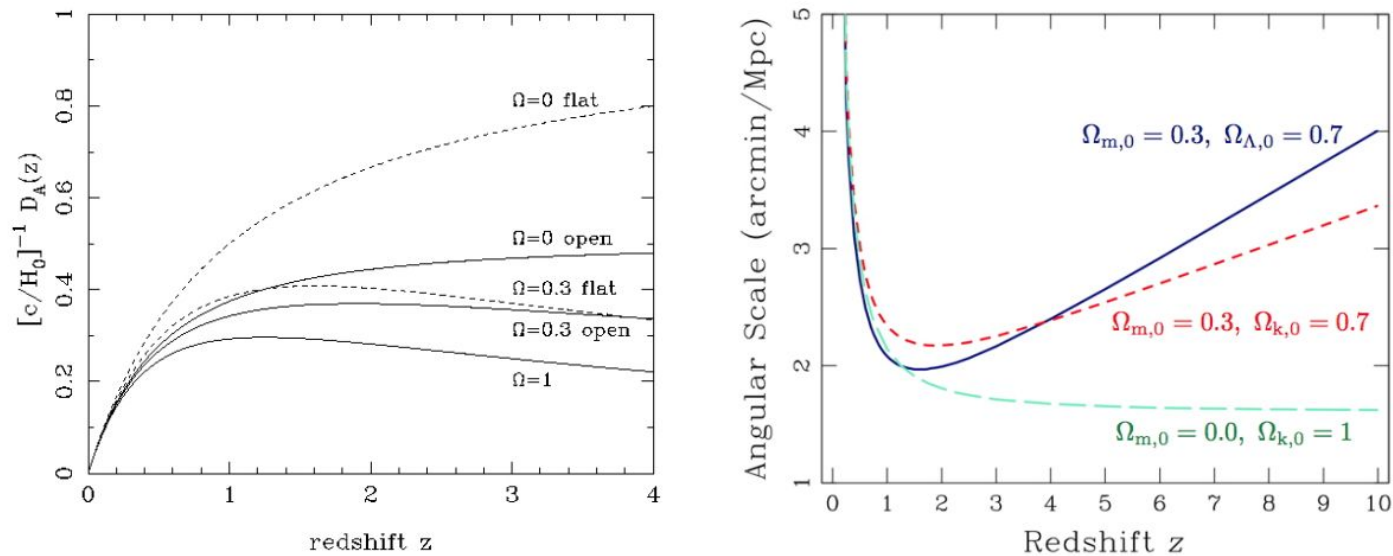 [c/H₀]⁻¹ D_A(z)
1
0.8
0.6
0.4
0.2
0
Ω=0 flat
Ω=0 open
Ω=0.3 flat
Ω=0.3 open
Ω=1
0 1 2 3 4
redshift z
Angular Scale (arcmin/Mpc)
5
4
3
2
1
Ωm,0 = 0.3, ΩΛ,0 = 0.7
Ωm,0 = 0.3, Ωk,0 = 0.7
Ωm,0 = 0.0, Ωk,0 = 1
0 1 2 3 4 5 6 7 8 9 10
Redshift z